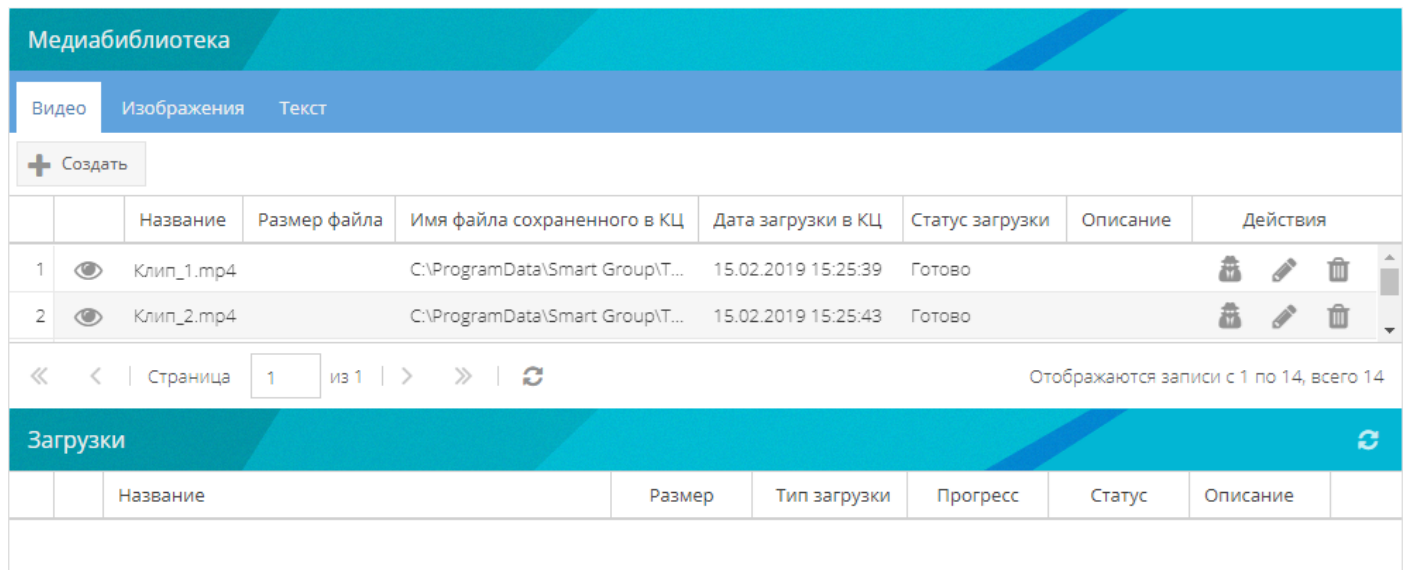 Медиабиблиотека
Видео Изображения Текст
Создать
Название Размер файла Имя файла сохраненного в КЦ Дата загрузки в КЦ Статус загрузки Описание Действия
1 Клип_1.mp4 C:\ProgramData\Smart Group\T... 15.02.2019 15:25:39 Готово
2 Клип_2.mp4 C:\ProgramData\Smart Group\T... 15.02.2019 15:25:43 Готово
Страница 1 из 1 Отображаются записи с 1 по 14, всего 14
Загрузки
Название Размер Тип загрузки Прогресс Статус Описание